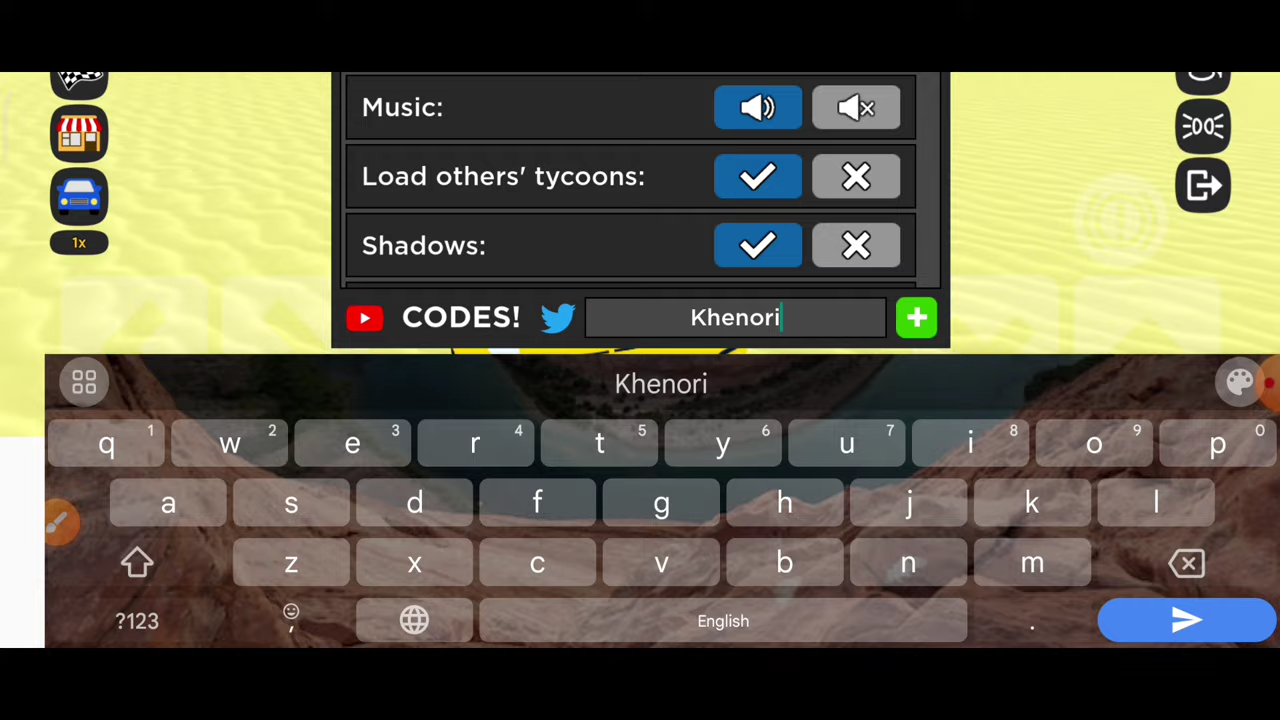 Music:
Load others' tycoons:
Shadows:
1x
CODES! Khenori
Khenori
q 1 w 2 e 3 r 4 t 5 y 6 u 7 i 8 o 9 p 0
a s d f g h j k l
z x c v b n m
?123 , English .